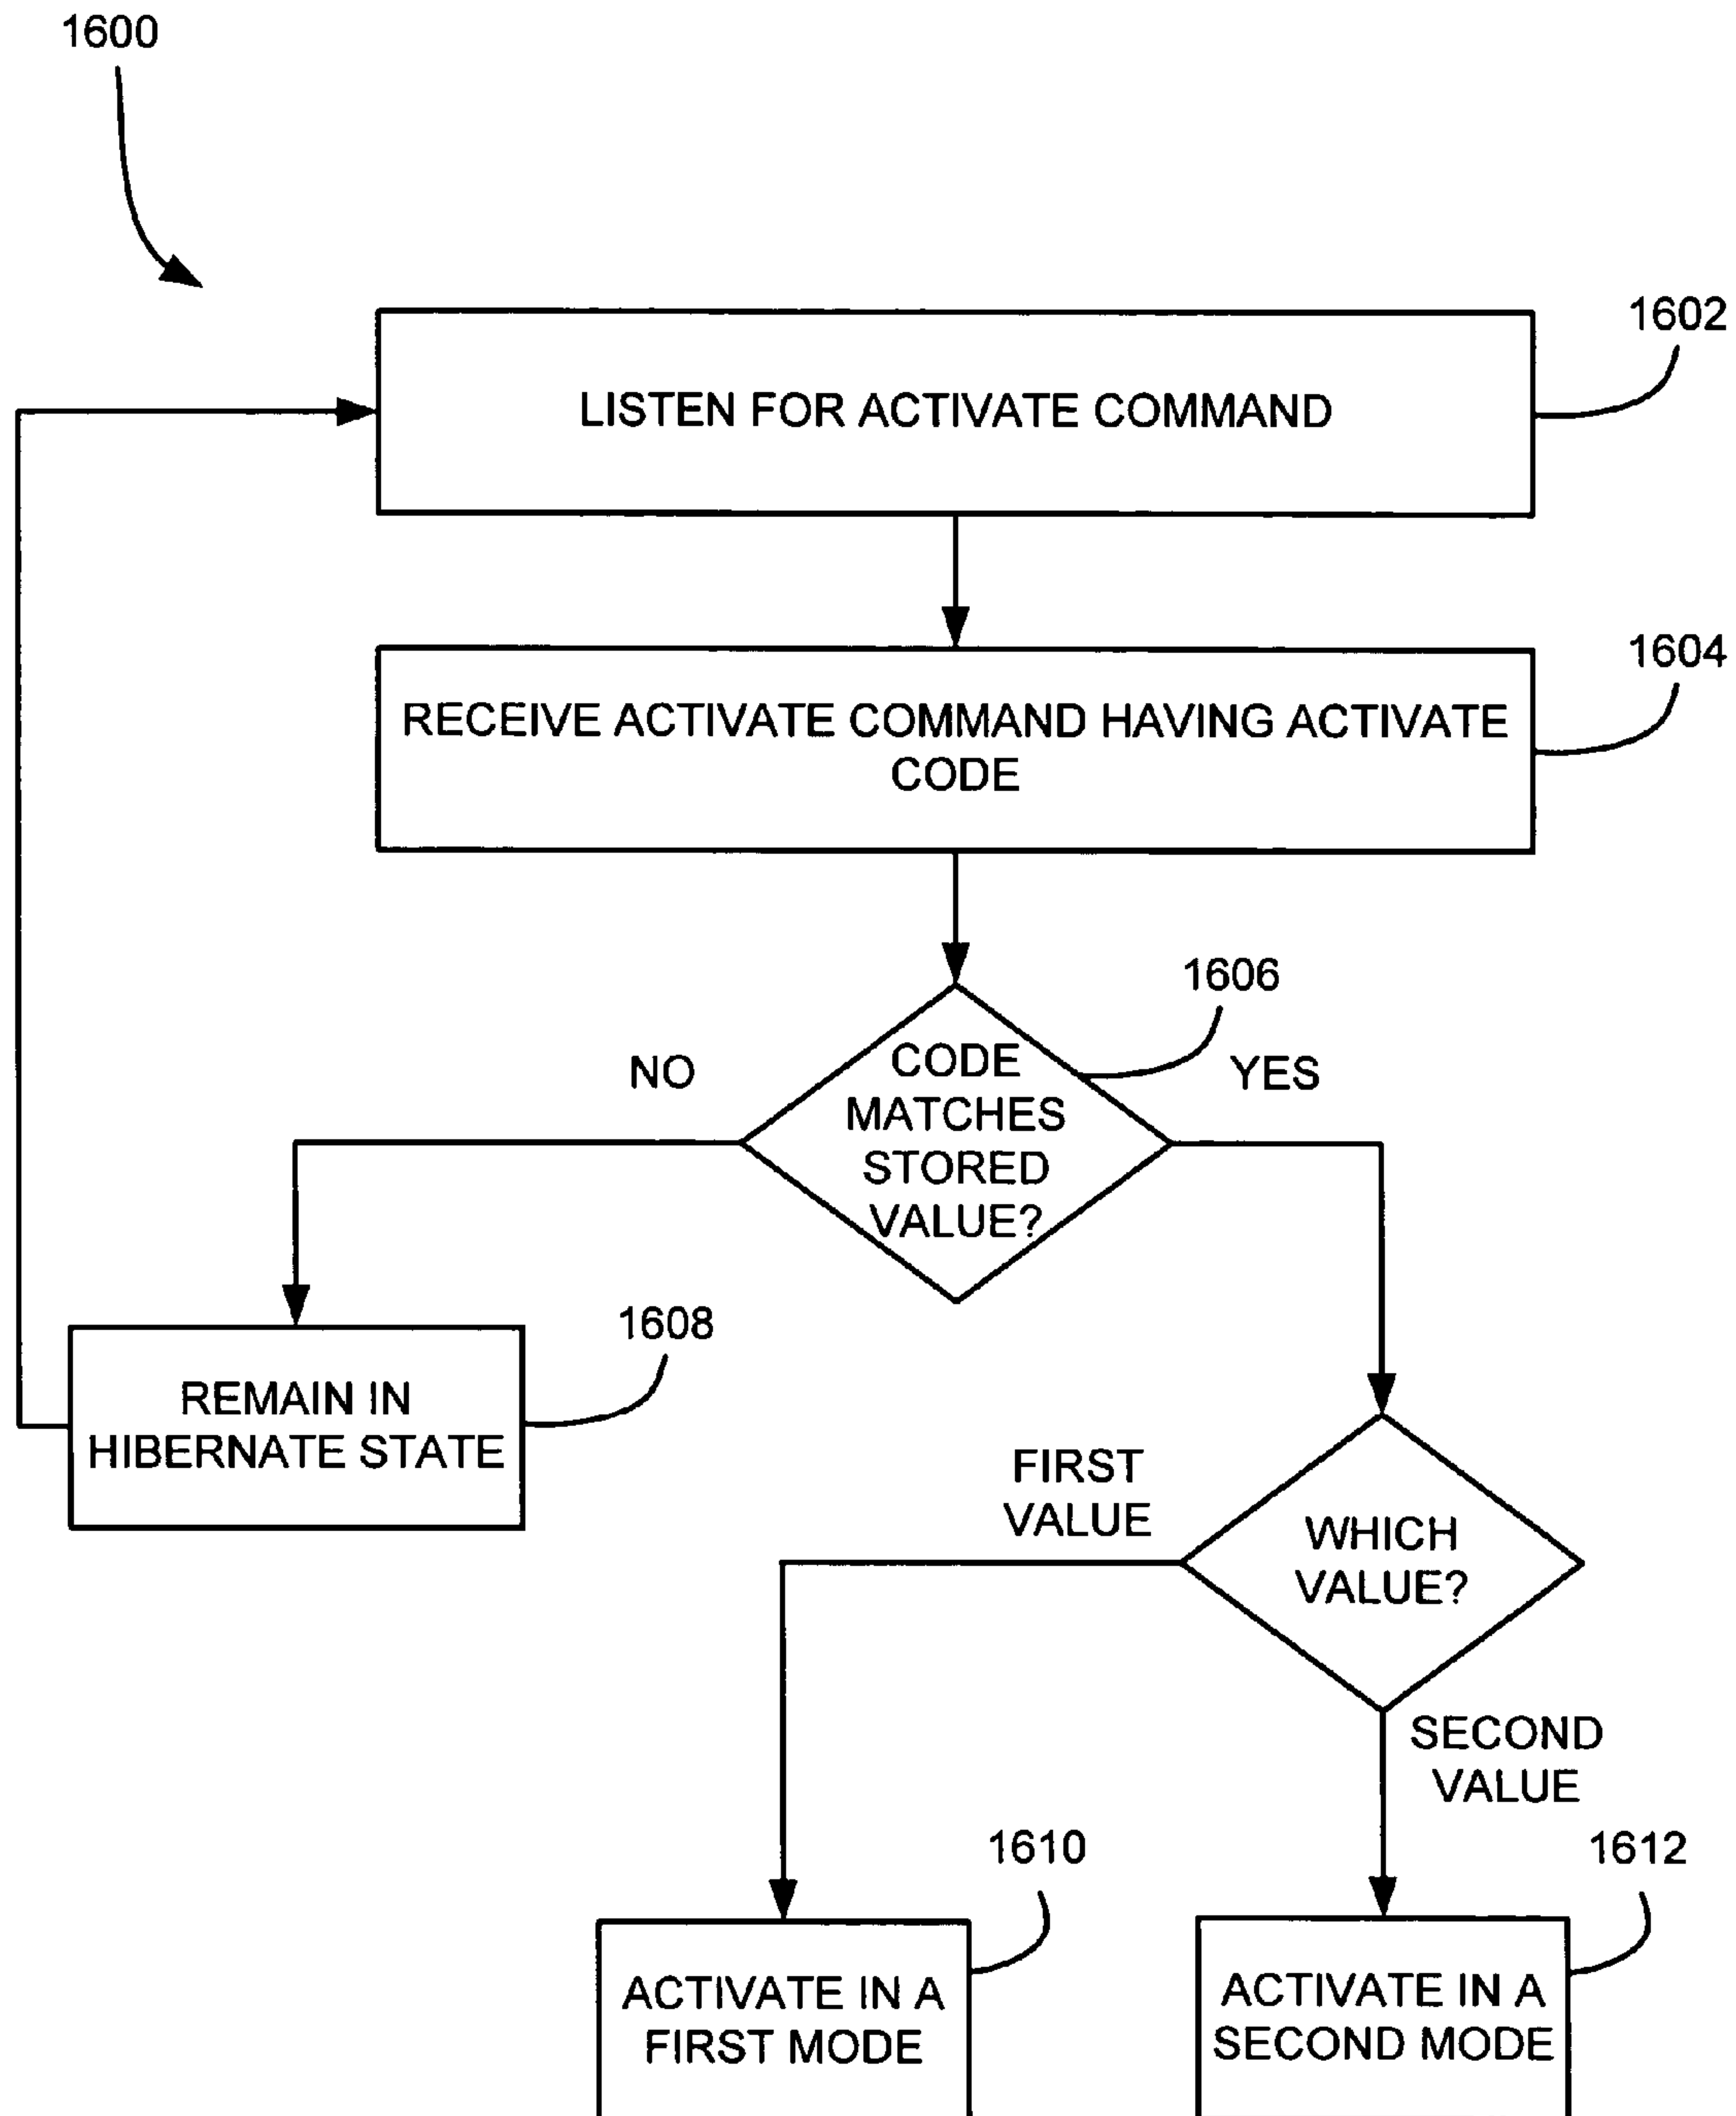 1600
1602
LISTEN FOR ACTIVATE COMMAND
1604
RECEIVE ACTIVATE COMMAND HAVING ACTIVATE
CODE
1606
NO
YES
CODE
MATCHES
STORED
VALUE?
1608
REMAIN IN
HIBERNATE STATE
FIRST
VALUE
WHICH
VALUE?
SECOND
VALUE
1610
1612
ACTIVATE IN A
FIRST MODE
ACTIVATE IN A
SECOND MODE